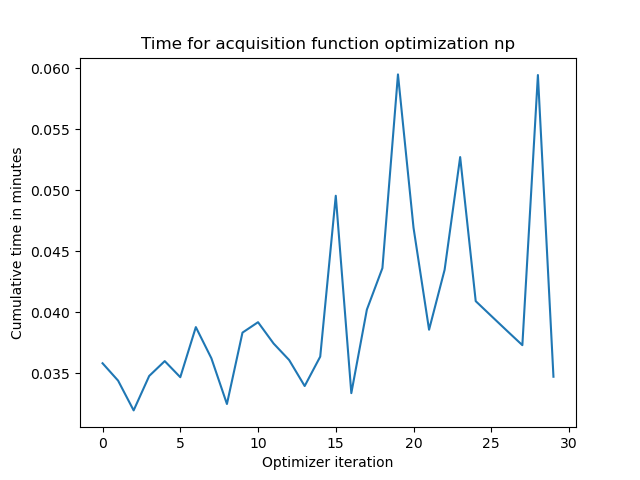 Time for acquisition function optimization np
0.060
0.055
0.050
0.045
0.040
0.035
Cumulative time in minutes
0 5 10 15 20 25 30
Optimizer iteration